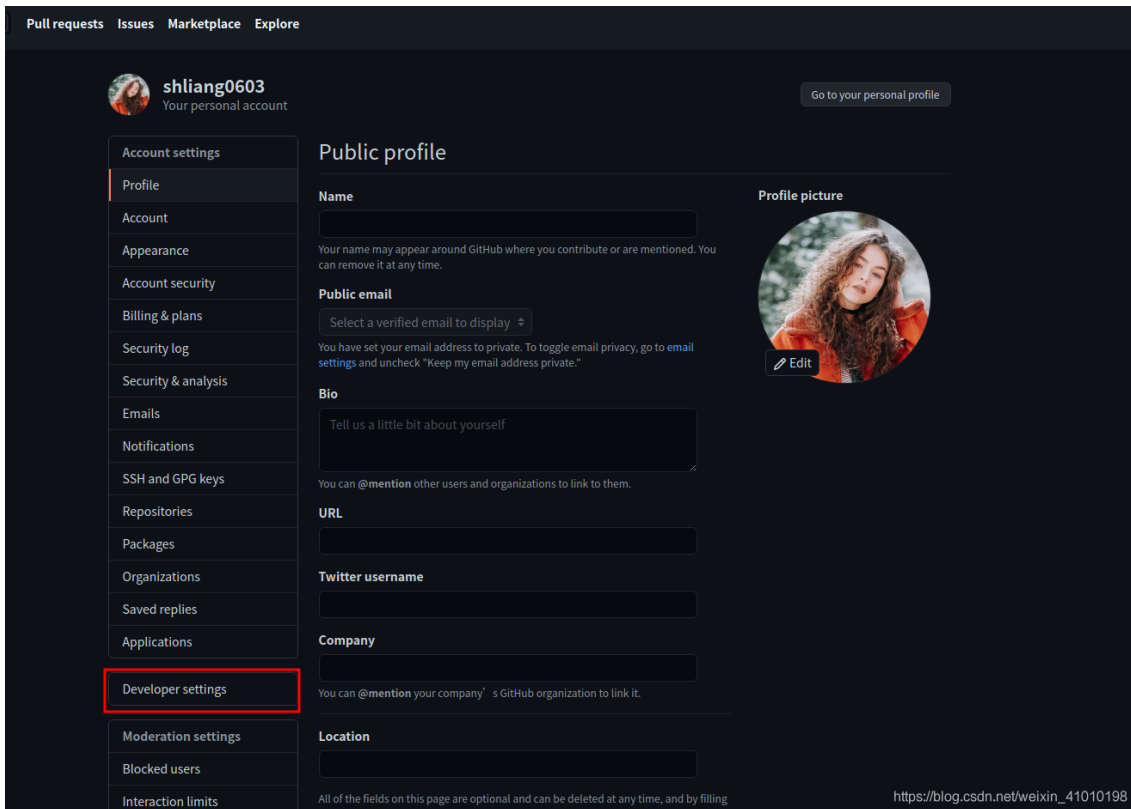 Pull requests Issues Marketplace Explore
shliang0603
Your personal account
Go to your personal profile
Account settings
Profile
Account
Appearance
Account security
Billing & plans
Security log
Security & analysis
Emails
Notifications
SSH and GPG keys
Repositories
Packages
Organizations
Saved replies
Applications
Developer settings
Moderation settings
Blocked users
Interaction limits
Public profile
Name
Your name may appear around GitHub where you contribute or are mentioned. You
can remove it at any time.
Public email
Select a verified email to display
You have set your email address to private. To toggle email privacy, go to email
settings and uncheck "Keep my email address private."
Bio
Tell us a little bit about yourself
You can @mention other users and organizations to link to them.
URL
Twitter username
Company
You can @mention your company’s GitHub organization to link it.
Location
All of the fields on this page are optional and can be deleted at any time, and by filling
Profile picture
Edit
https://blog.csdn.net/weixin_41010198